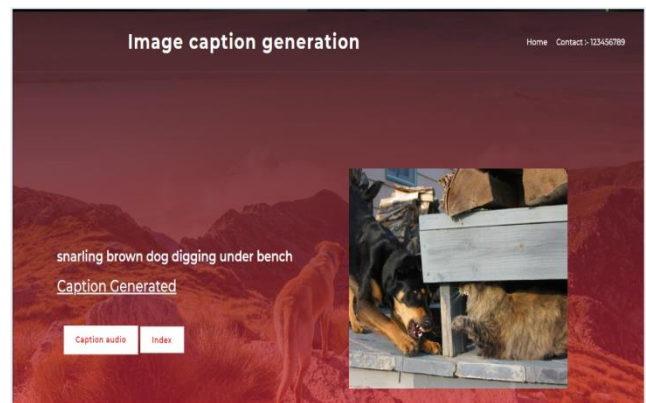 Image caption generation
Home Contact :- 123456789
snarling brown dog digging under bench
Caption Generated
Caption audio Index